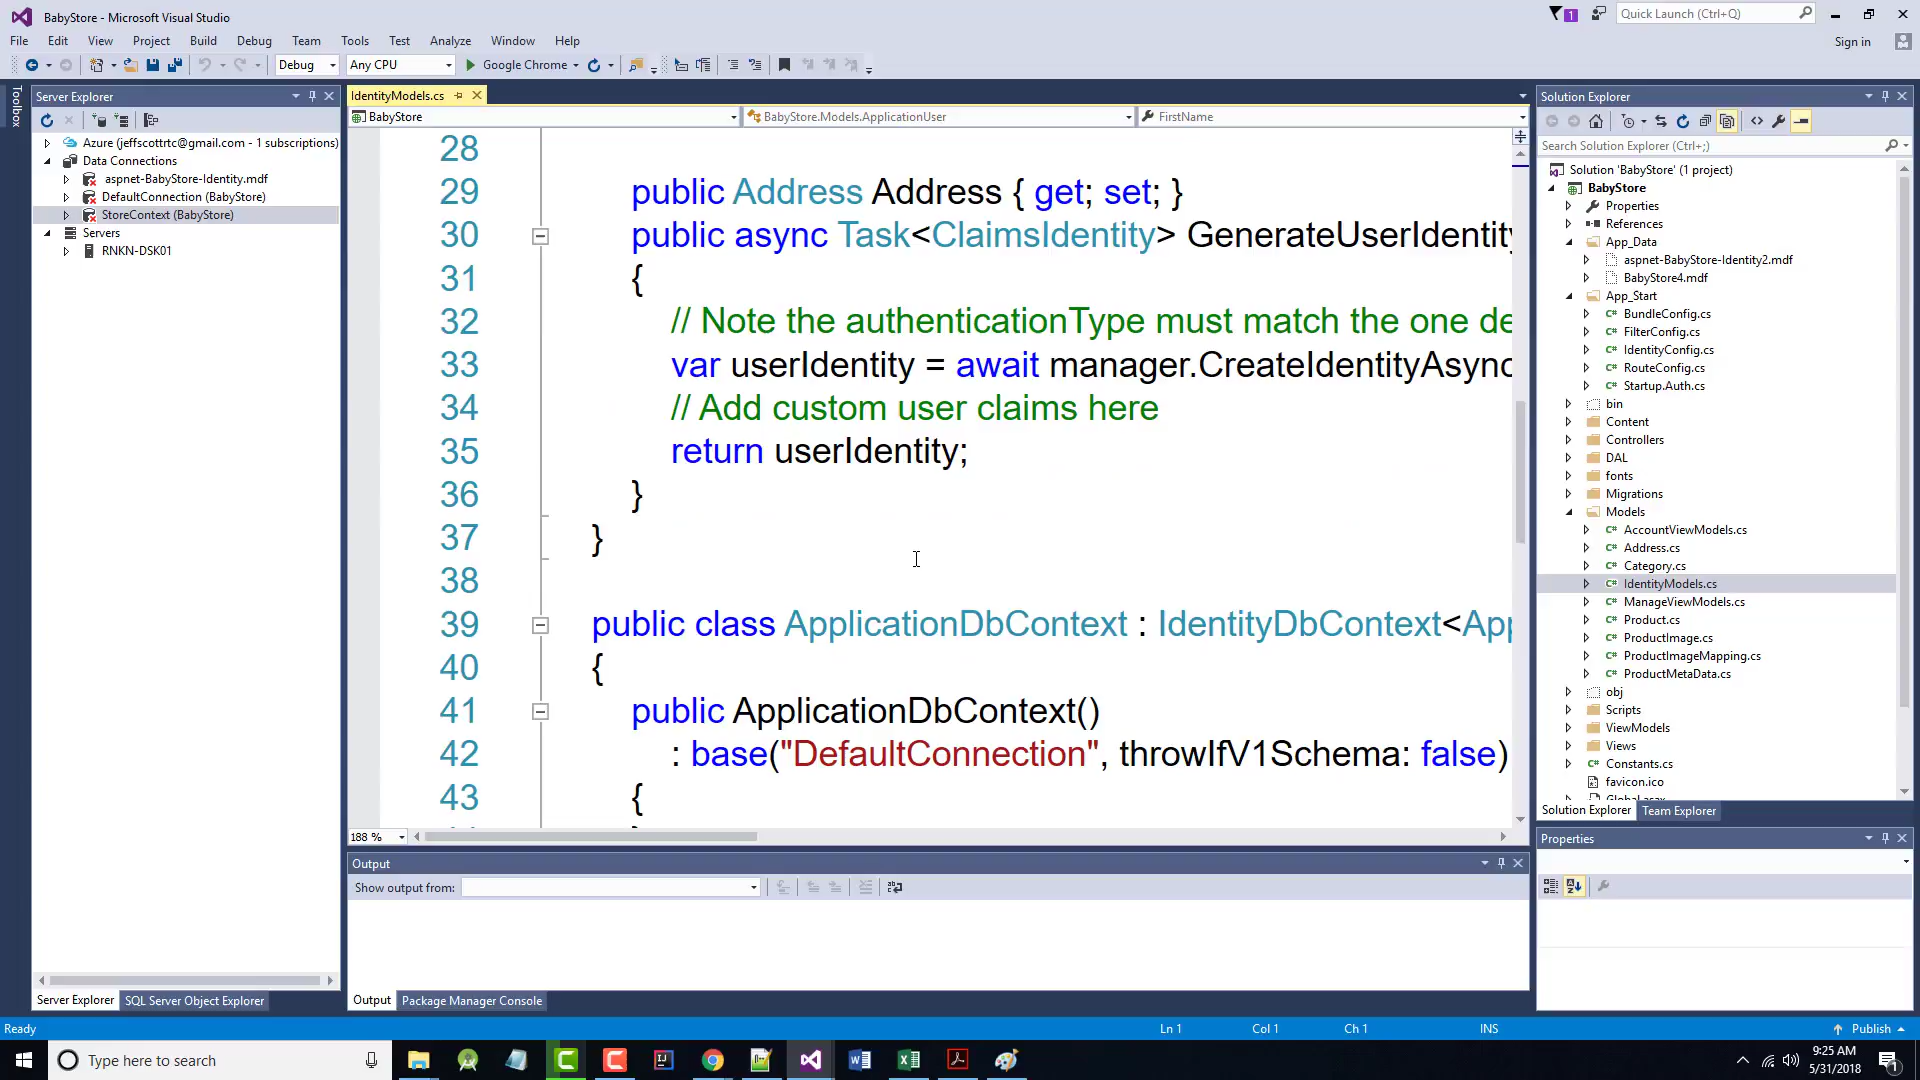 BabyStore - Microsoft Visual Studio
1
Quick Launch (Ctrl+Q)
File Edit View Project Build Debug Team Tools Test Analyze Window Help
Sign in
Debug Any CPU Google Chrome
Toolbox
Server Explorer
Azure (jeffscottrtc@gmail.com - 1 subscriptions)
Data Connections
aspnet-BabyStore-Identity.mdf
DefaultConnection (BabyStore)
StoreContext (BabyStore)
Servers
RNKN-DSK01
Server Explorer SQL Server Object Explorer
IdentityModels.cs
BabyStore BabyStore.Models.ApplicationUser FirstName
28
29 public Address Address { get; set; }
30 public async Task<ClaimsIdentity> GenerateUserIdentity
31 {
32 // Note the authenticationType must match the one de
33 var userIdentity = await manager.CreateIdentityAsync
34 // Add custom user claims here
35 return userIdentity;
36 }
37 }
38
39 public class ApplicationDbContext : IdentityDbContext<App
40 {
41 public ApplicationDbContext()
42 : base("DefaultConnection", throwIfV1Schema: false)
43 {
188 %
Output
Show output from:
Output Package Manager Console
Solution Explorer
Search Solution Explorer (Ctrl+;)
Solution 'BabyStore' (1 project)
BabyStore
Properties
References
App_Data
aspnet-BabyStore-Identity2.mdf
BabyStore4.mdf
App_Start
BundleConfig.cs
FilterConfig.cs
IdentityConfig.cs
RouteConfig.cs
Startup.Auth.cs
bin
Content
Controllers
DAL
fonts
Migrations
Models
AccountViewModels.cs
Address.cs
Category.cs
IdentityModels.cs
ManageViewModels.cs
Product.cs
ProductImage.cs
ProductImageMapping.cs
ProductMetaData.cs
obj
Scripts
ViewModels
Views
Constants.cs
favicon.ico
Global.asax
Solution Explorer Team Explorer
Properties
Ready Ln 1 Col 1 Ch 1 INS Publish
Type here to search
9:25 AM
5/31/2018
1